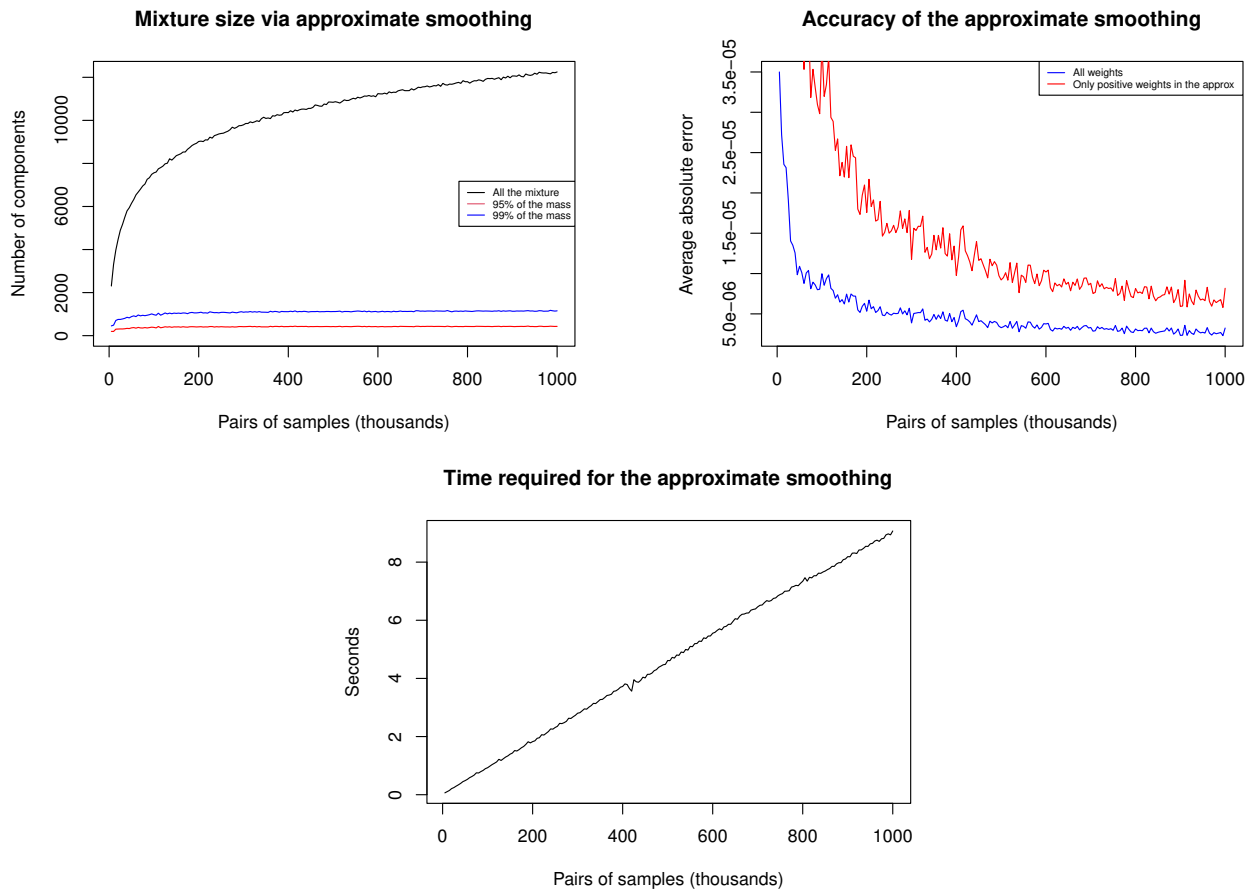 Mixture size via approximate smoothing
Number of components
0
2000
6000
10000
All the mixture
95% of the mass
99% of the mass
0 200 400 600 800 1000
Pairs of samples (thousands)
Accuracy of the approximate smoothing
Average absolute error
5.0e-06
1.5e-05
2.5e-05
3.5e-05
All weights
Only positive weights in the approx
0 200 400 600 800 1000
Pairs of samples (thousands)
Time required for the approximate smoothing
Seconds
0
2
4
6
8
0 200 400 600 800 1000
Pairs of samples (thousands)